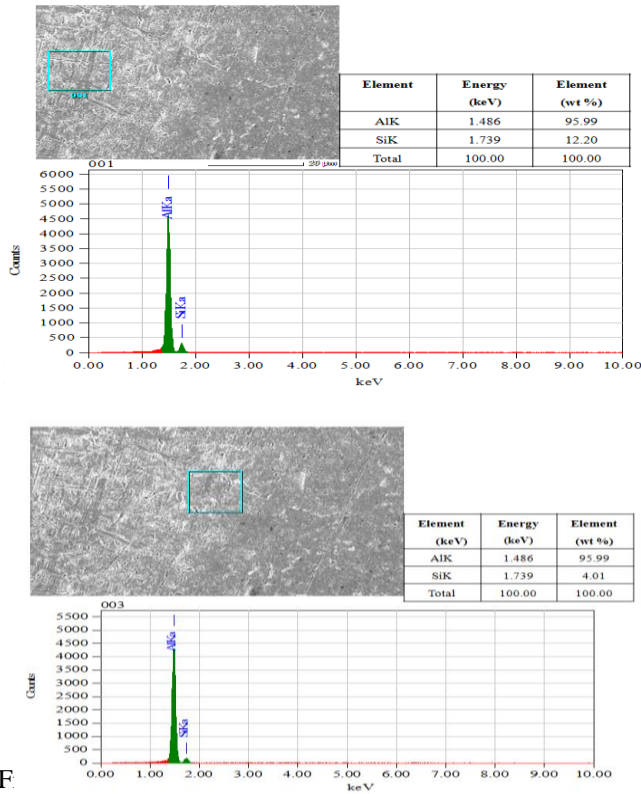 Element Energy (keV) Element (wt %)
AlK 1.486 95.99
SiK 1.739 12.20
Total 100.00 100.00
001
6000
5500
5000
4500
4000
3500
3000
2500
2000
1500
1000
500
0
Counts
AlKa
SiKa
0.00 1.00 2.00 3.00 4.00 5.00 6.00 7.00 8.00 9.00 10.00
keV
Element (keV) Energy (keV) Element (wt %)
AlK 1.486 95.99
SiK 1.739 4.01
Total 100.00 100.00
003
5500
5000
4500
4000
3500
3000
2500
2000
1500
1000
500
0
Counts
AlKa
SiKa
0.00 1.00 2.00 3.00 4.00 5.00 6.00 7.00 8.00 9.00 10.00
keV